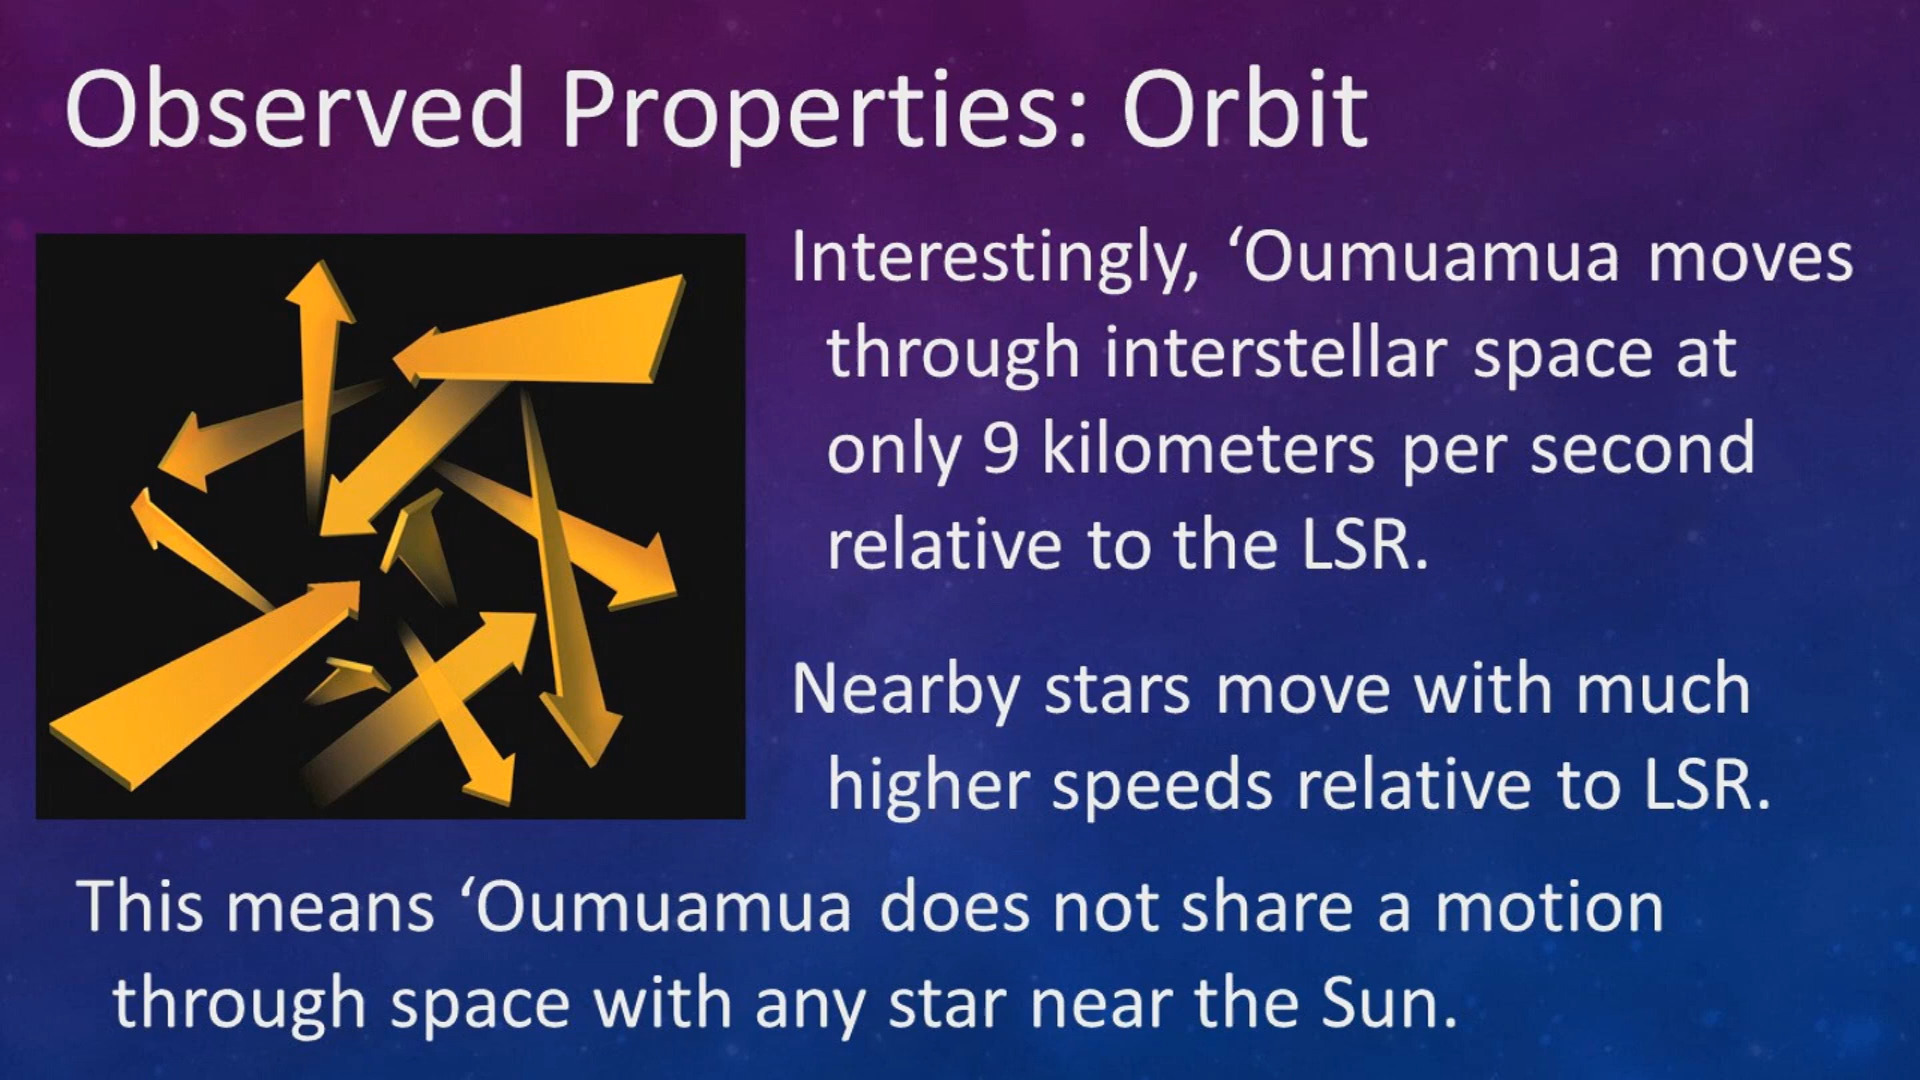 Observed Properties: Orbit
Interestingly, ‘Oumuamua moves
through interstellar space at
only 9 kilometers per second
relative to the LSR.
Nearby stars move with much
higher speeds relative to LSR.
This means ‘Oumuamua does not share a motion
through space with any star near the Sun.